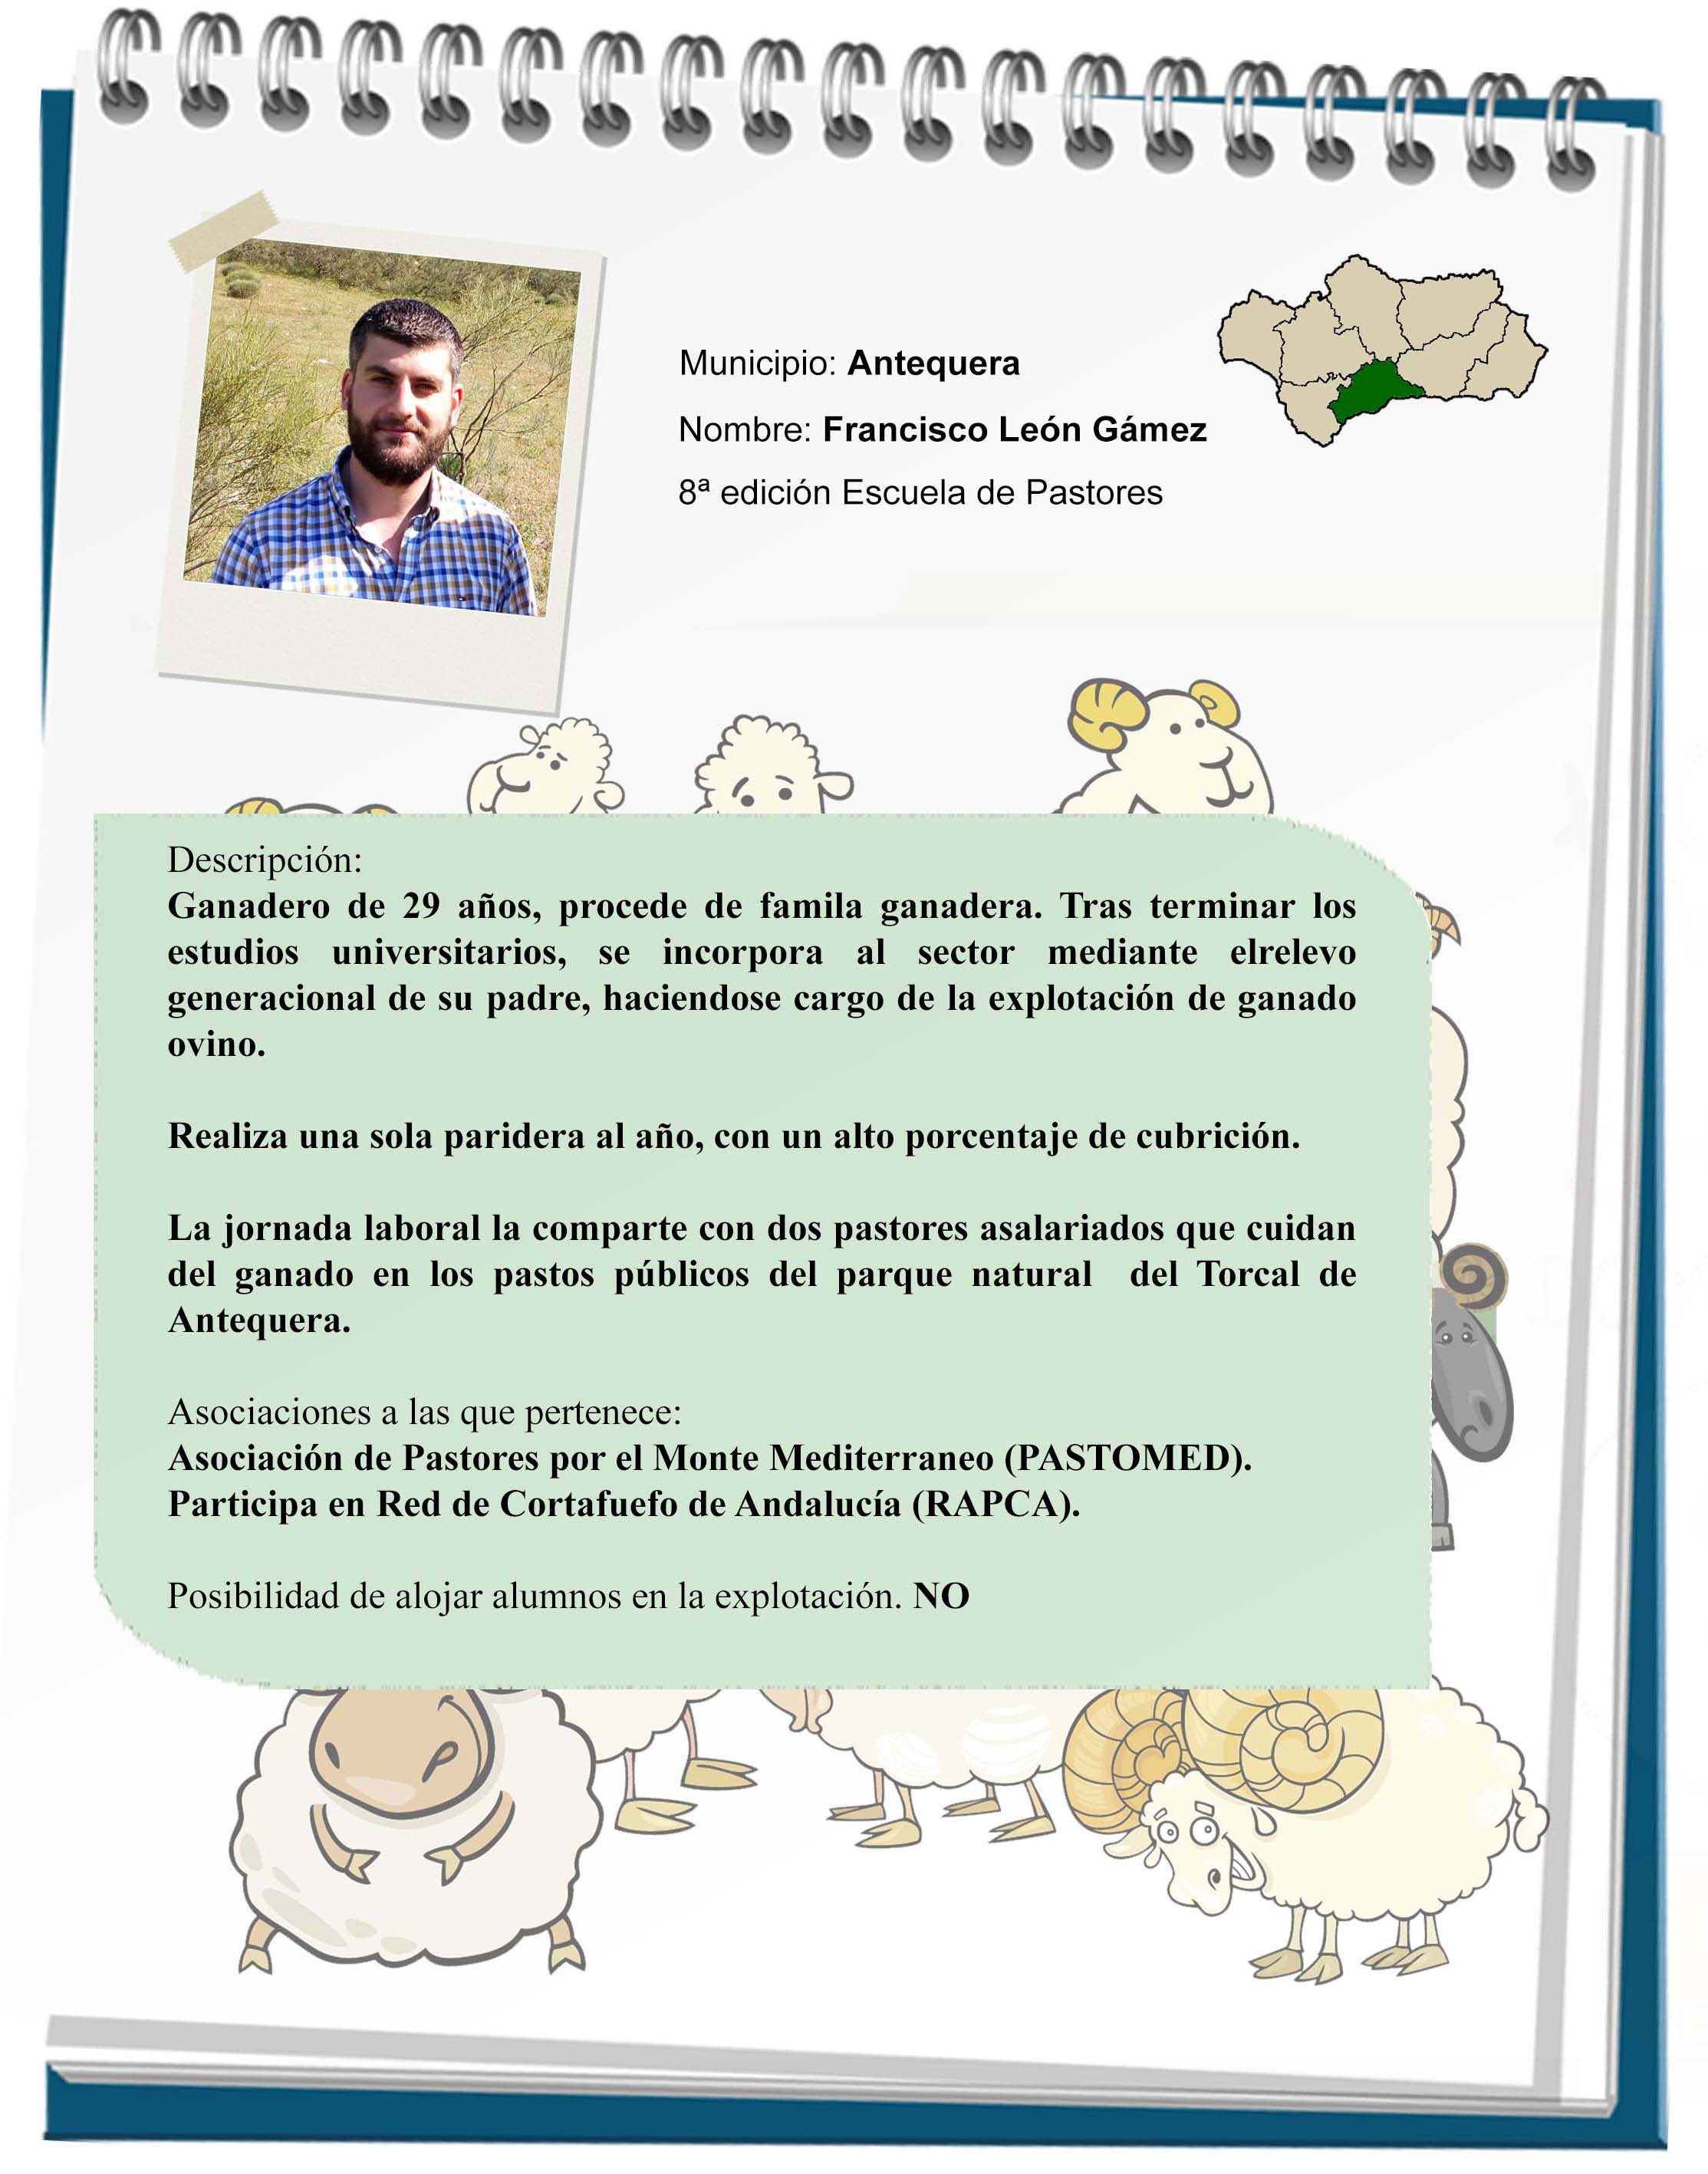 Municipio: Antequera
Nombre: Francisco León Gámez
8ª edición Escuela de Pastores
Descripción:
Ganadero de 29 años, procede de famila ganadera. Tras terminar los
estudios universitarios, se incorpora al sector mediante elrelevo
generacional de su padre, haciendose cargo de la explotación de ganado
ovino.
Realiza una sola paridera al año, con un alto porcentaje de cubrición.
La jornada laboral la comparte con dos pastores asalariados que cuidan
del ganado en los pastos públicos del parque natural del Torcal de
Antequera.
Asociaciones a las que pertenece:
Asociación de Pastores por el Monte Mediterraneo (PASTOMED).
Participa en Red de Cortafuefo de Andalucía (RAPCA).
Posibilidad de alojar alumnos en la explotación. NO